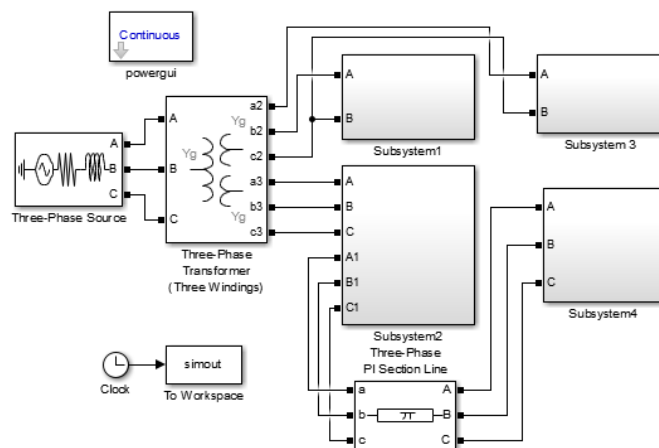 Continuous
powergui
A
B
C
Three-Phase Source
A
B
C
Yg
Yg
Yg
a2
b2
c2
a3
b3
c3
Three-Phase
Transformer
(Three Windings)
A
B
Subsystem1
A
B
Subsystem 3
A
B
C
A1
B1
C1
Subsystem2
A
B
C
Subsystem4
Three-Phase
PI Section Line
a
b
c
π
A
B
C
Clock
simout
To Workspace